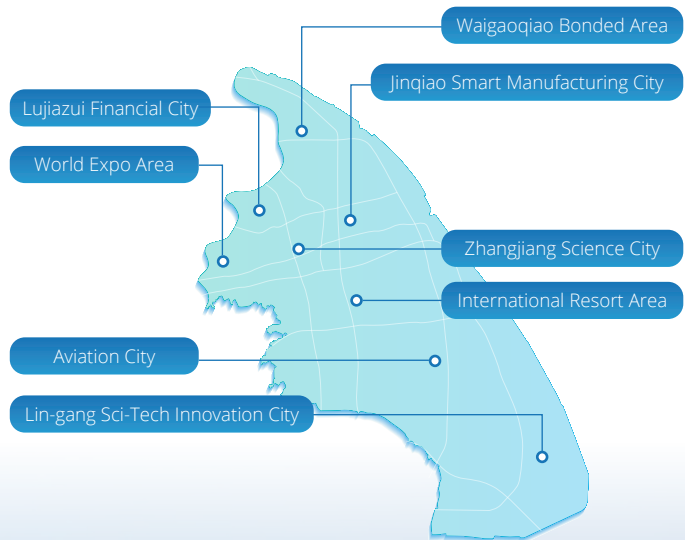 Waigaoqiao Bonded Area
Jinqiao Smart Manufacturing City
Lujiazui Financial City
World Expo Area
Zhangjiang Science City
International Resort Area
Aviation City
Lin-gang Sci-Tech Innovation City